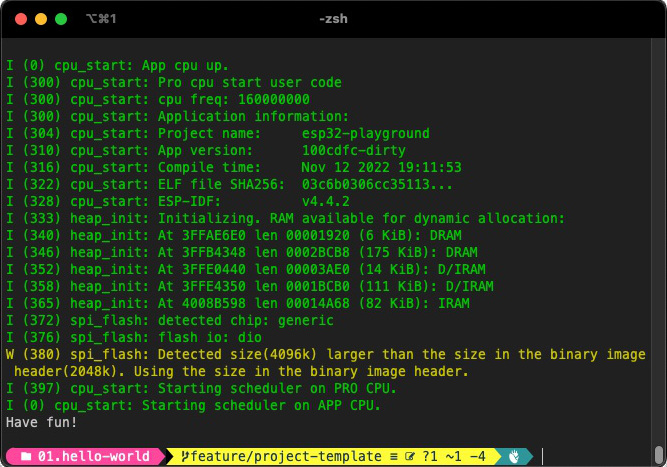 ⌥⌘1 -zsh
I (0) cpu_start: App cpu up.
I (300) cpu_start: Pro cpu start user code
I (300) cpu_start: cpu freq: 160000000
I (300) cpu_start: Application information:
I (304) cpu_start: Project name:     esp32-playground
I (310) cpu_start: App version:      100cdfc-dirty
I (316) cpu_start: Compile time:     Nov 12 2022 19:11:53
I (322) cpu_start: ELF file SHA256:  03c6b0306cc35113...
I (328) cpu_start: ESP-IDF:          v4.4.2
I (333) heap_init: Initializing. RAM available for dynamic allocation:
I (340) heap_init: At 3FFAE6E0 len 00001920 (6 KiB): DRAM
I (346) heap_init: At 3FFB4348 len 0002BCB8 (175 KiB): DRAM
I (352) heap_init: At 3FFE0440 len 00003AE0 (14 KiB): D/IRAM
I (358) heap_init: At 3FFE4350 len 0001BCB0 (111 KiB): D/IRAM
I (365) heap_init: At 4008B598 len 00014A68 (82 KiB): IRAM
I (372) spi_flash: detected chip: generic
I (376) spi_flash: flash io: dio
W (380) spi_flash: Detected size(4096k) larger than the size in the binary image
header(2048k). Using the size in the binary image header.
I (397) cpu_start: Starting scheduler on PRO CPU.
I (0) cpu_start: Starting scheduler on APP CPU.
Have fun!
01.hello-world feature/project-template ≡ ?1 ~1 -4